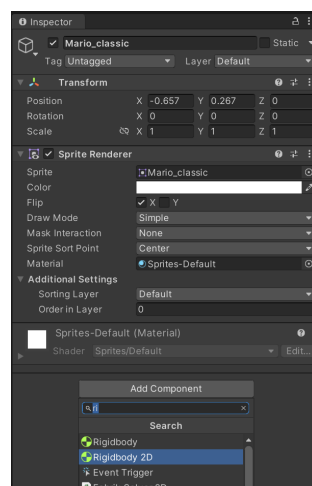 Inspector
Mario_classic Static
Tag Untagged Layer Default
Transform
Position X -0.657 Y 0.267 Z 0
Rotation X 0 Y 0 Z 0
Scale X 1 Y 1 Z 1
Sprite Renderer
Sprite Mario_classic
Color
Flip X Y
Draw Mode Simple
Mask Interaction None
Sprite Sort Point Center
Material Sprites-Default
Additional Settings
Sorting Layer Default
Order in Layer 0
Sprites-Default (Material)
Shader Sprites/Default Edit...
Add Component
ri
Search
Rigidbody
Rigidbody 2D
Event Trigger